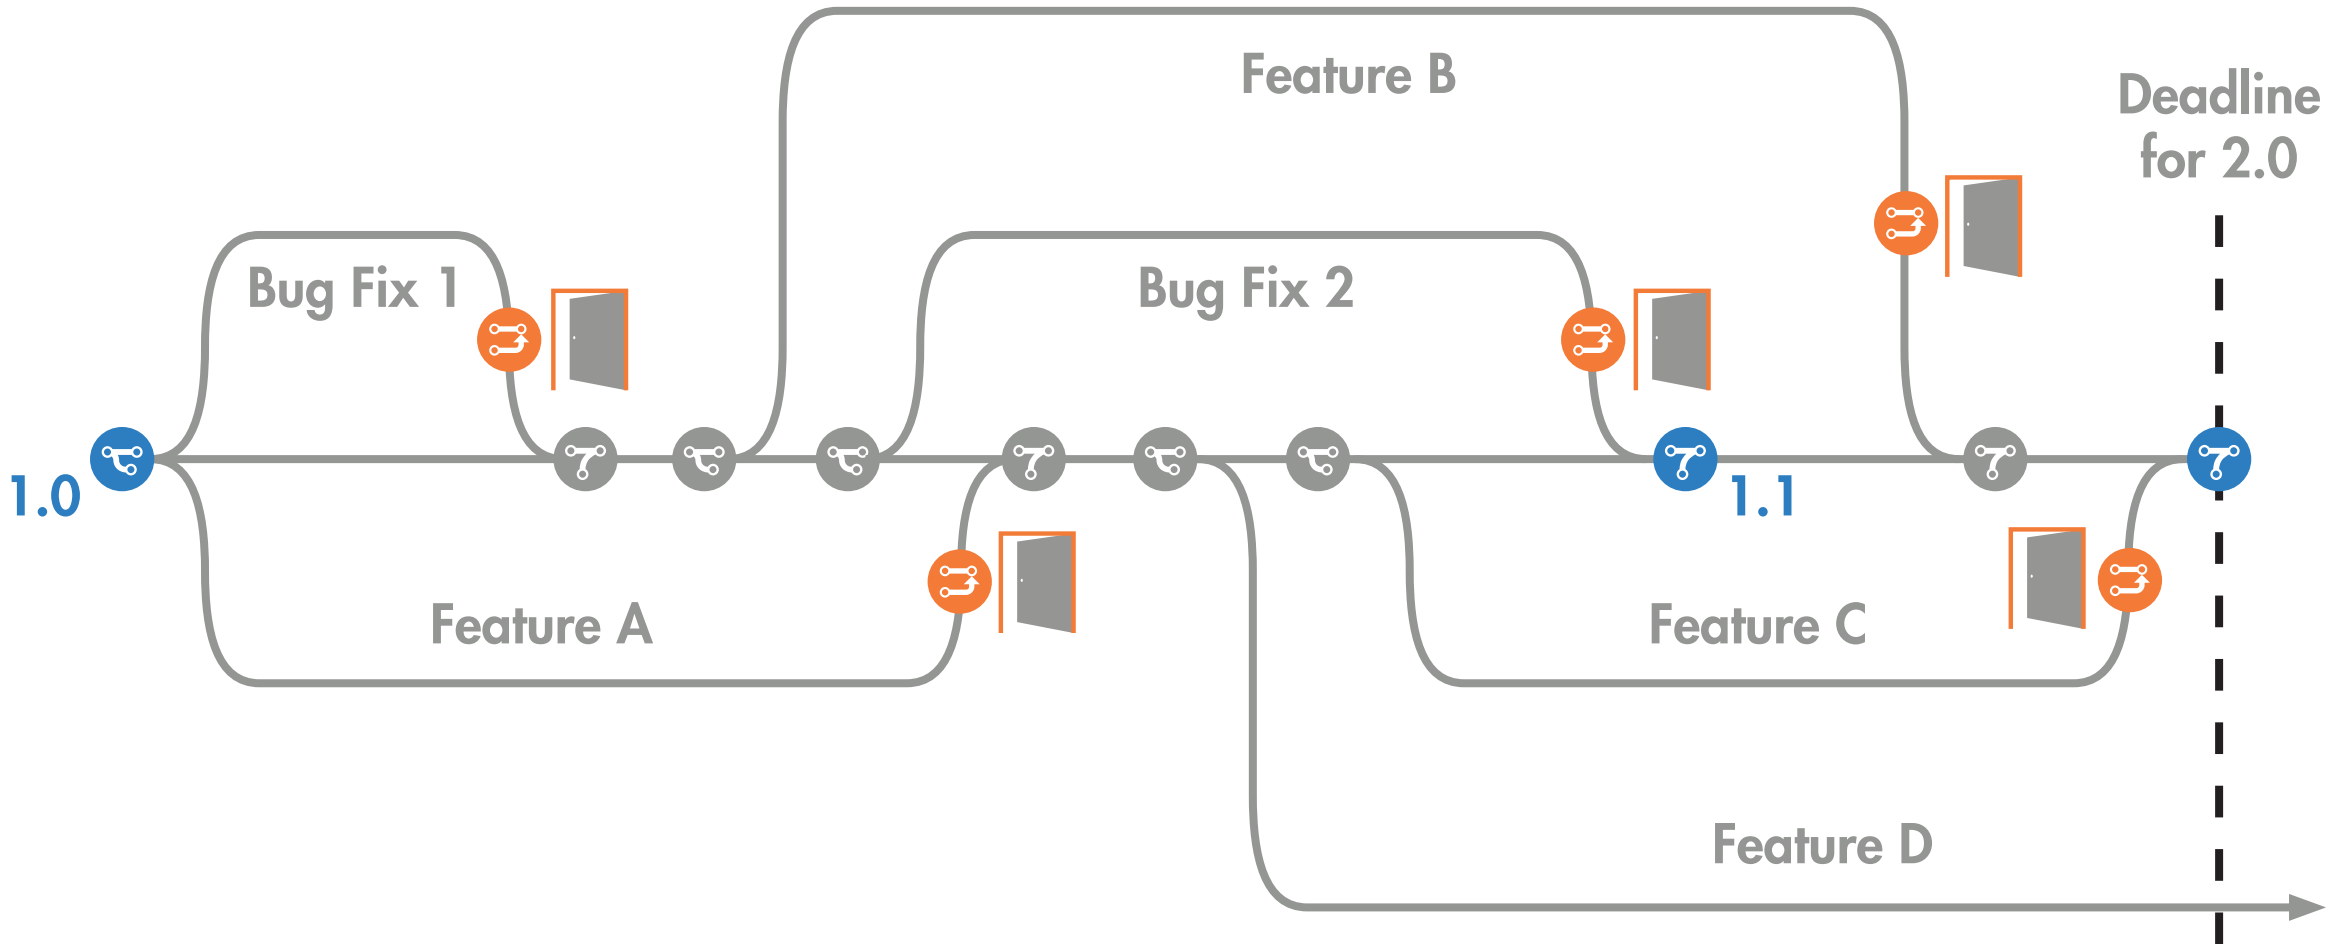 Feature B
Deadline
for 2.0
Bug Fix 1
Bug Fix 2
1.0
1.1
Feature A
Feature C
Feature D